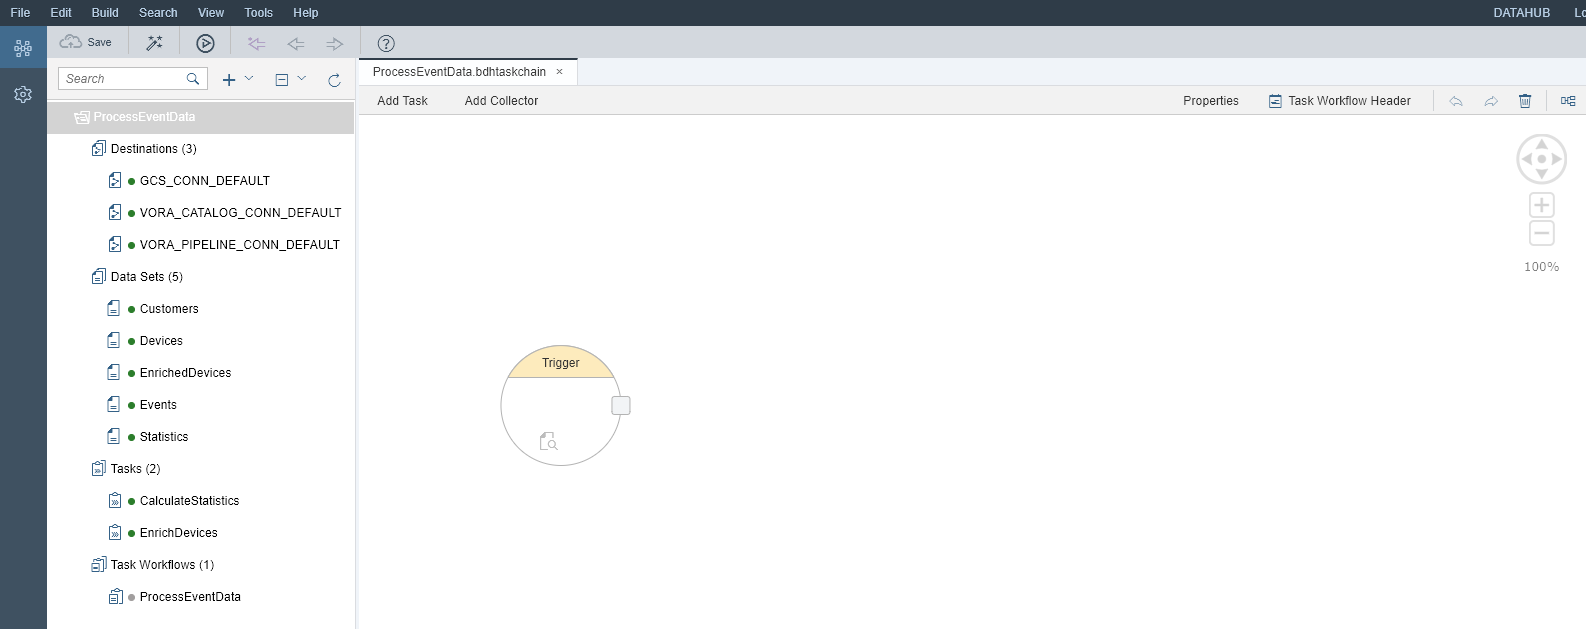 File Edit Build Search View Tools Help DATAHUB Lo
Save
Search
ProcessEventData.bdhtaskchain
Add Task Add Collector Properties Task Workflow Header
ProcessEventData
Destinations (3)
GCS_CONN_DEFAULT
VORA_CATALOG_CONN_DEFAULT
VORA_PIPELINE_CONN_DEFAULT
Data Sets (5)
Customers
Devices
EnrichedDevices
Events
Statistics
Tasks (2)
CalculateStatistics
EnrichDevices
Task Workflows (1)
ProcessEventData
Trigger
100%